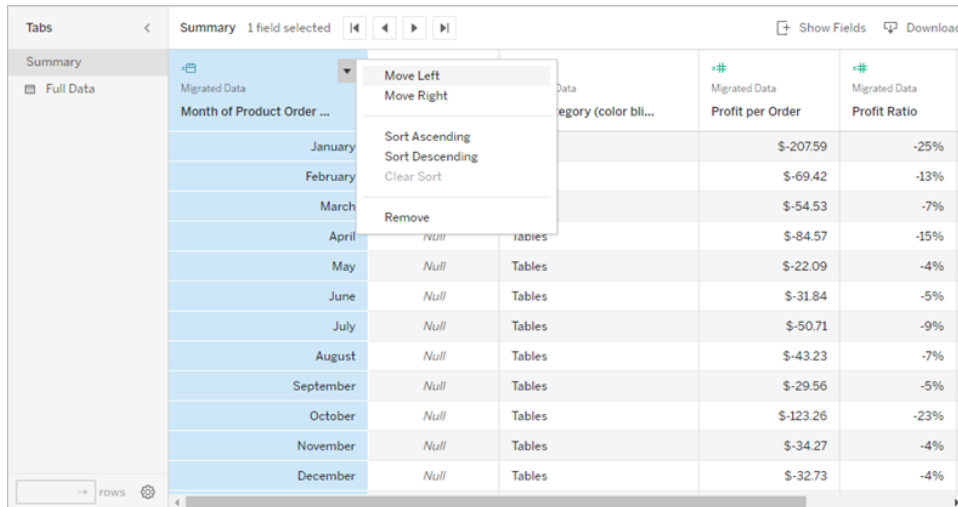 Tabs
Summary 1 field selected
Show Fields Download
Summary
Full Data
Migrated Data
Month of Product Order ...
Data
egory (color bli...
Migrated Data
Profit per Order
Migrated Data
Profit Ratio
Move Left
Move Right
Sort Ascending
Sort Descending
Clear Sort
Remove
January $-207.59 -25%
February $-69.42 -13%
March $-54.53 -7%
April Null Tables $-84.57 -15%
May Null Tables $-22.09 -4%
June Null Tables $-31.84 -5%
July Null Tables $-50.71 -9%
August Null Tables $-43.23 -7%
September Null Tables $-29.56 -5%
October Null Tables $-123.26 -23%
November Null Tables $-34.27 -4%
December Null Tables $-32.73 -4%
rows